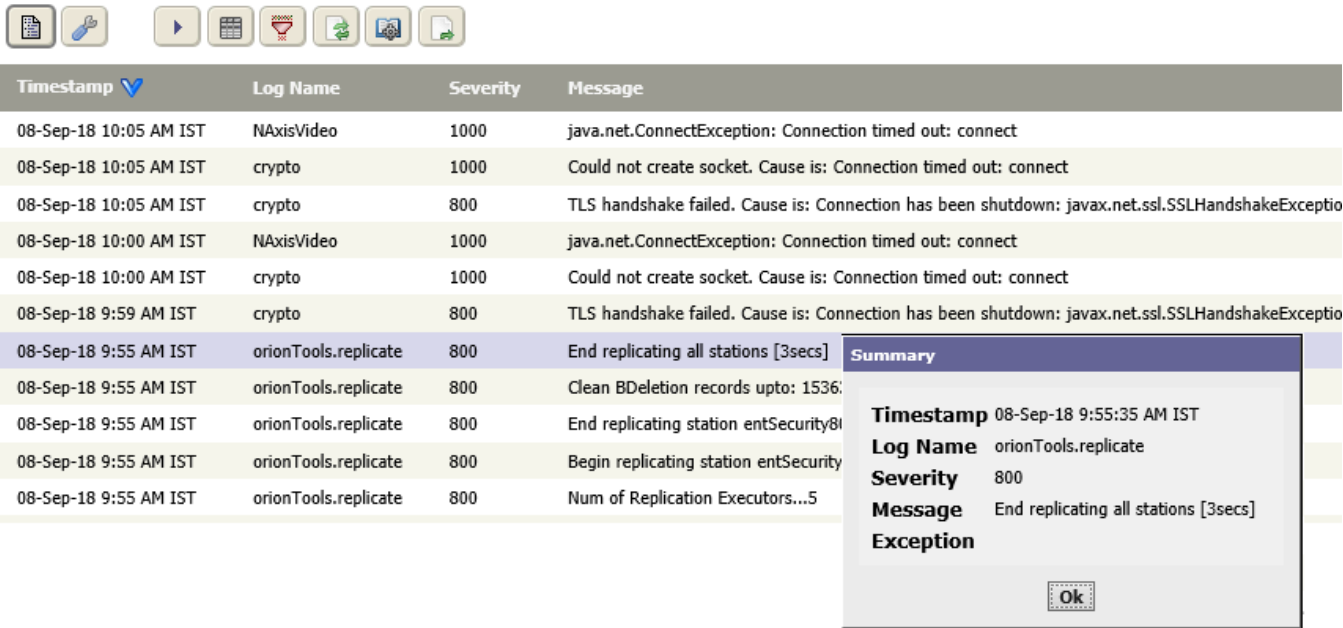 Timestamp Log Name Severity Message
08-Sep-18 10:05 AM IST NAxisVideo 1000 java.net.ConnectException: Connection timed out: connect
08-Sep-18 10:05 AM IST crypto 1000 Could not create socket. Cause is: Connection timed out: connect
08-Sep-18 10:05 AM IST crypto 800 TLS handshake failed. Cause is: Connection has been shutdown: javax.net.ssl.SSLHandshakeExceptio
08-Sep-18 10:00 AM IST NAxisVideo 1000 java.net.ConnectException: Connection timed out: connect
08-Sep-18 10:00 AM IST crypto 1000 Could not create socket. Cause is: Connection timed out: connect
08-Sep-18 9:59 AM IST crypto 800 TLS handshake failed. Cause is: Connection has been shutdown: javax.net.ssl.SSLHandshakeExceptio
08-Sep-18 9:55 AM IST orionTools.replicate 800 End replicating all stations [3secs]
08-Sep-18 9:55 AM IST orionTools.replicate 800 Clean BDeletion records upto: 1536
08-Sep-18 9:55 AM IST orionTools.replicate 800 End replicating station entSecurity8
08-Sep-18 9:55 AM IST orionTools.replicate 800 Begin replicating station entSecurity
08-Sep-18 9:55 AM IST orionTools.replicate 800 Num of Replication Executors...5
Summary
Timestamp 08-Sep-18 9:55:35 AM IST
Log Name orionTools.replicate
Severity 800
Message End replicating all stations [3secs]
Exception
Ok